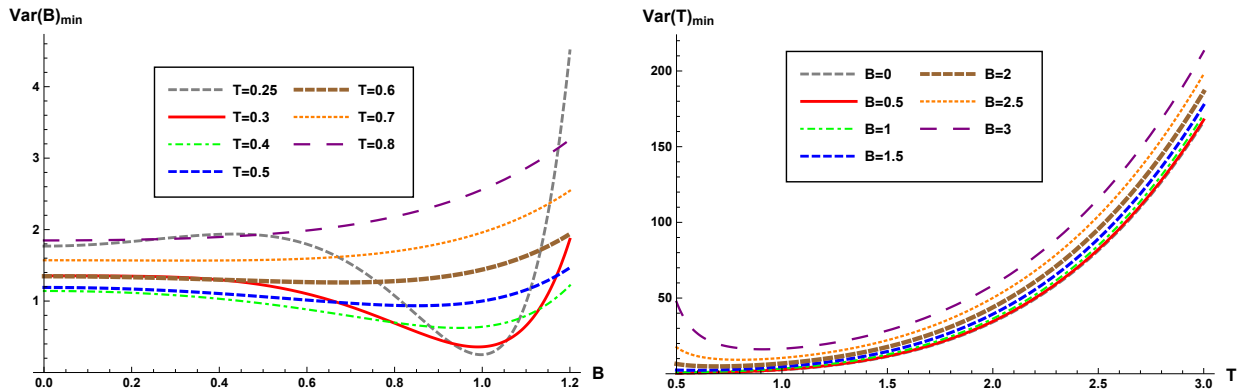 Var(B)min
4
3
2
1
T=0.25
T=0.6
T=0.3
T=0.7
T=0.4
T=0.8
T=0.5
0.0 0.2 0.4 0.6 0.8 1.0 1.2
B
Var(T)min
200
150
100
50
B=0
B=2
B=0.5
B=2.5
B=1
B=3
B=1.5
0.5 1.0 1.5 2.0 2.5 3.0
T